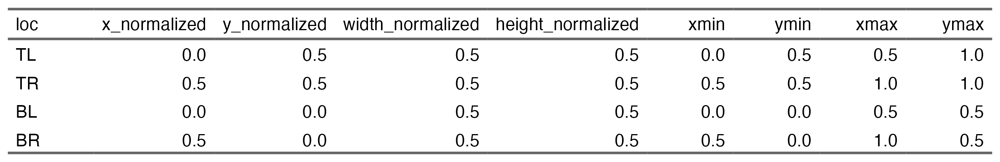 loc x_normalized y_normalized width_normalized height_normalized xmin ymin xmax ymax
TL 0.0 0.5 0.5 0.5 0.0 0.5 0.5 1.0
TR 0.5 0.5 0.5 0.5 0.5 0.5 1.0 1.0
BL 0.0 0.0 0.5 0.5 0.0 0.0 0.5 0.5
BR 0.5 0.0 0.5 0.5 0.5 0.0 1.0 0.5